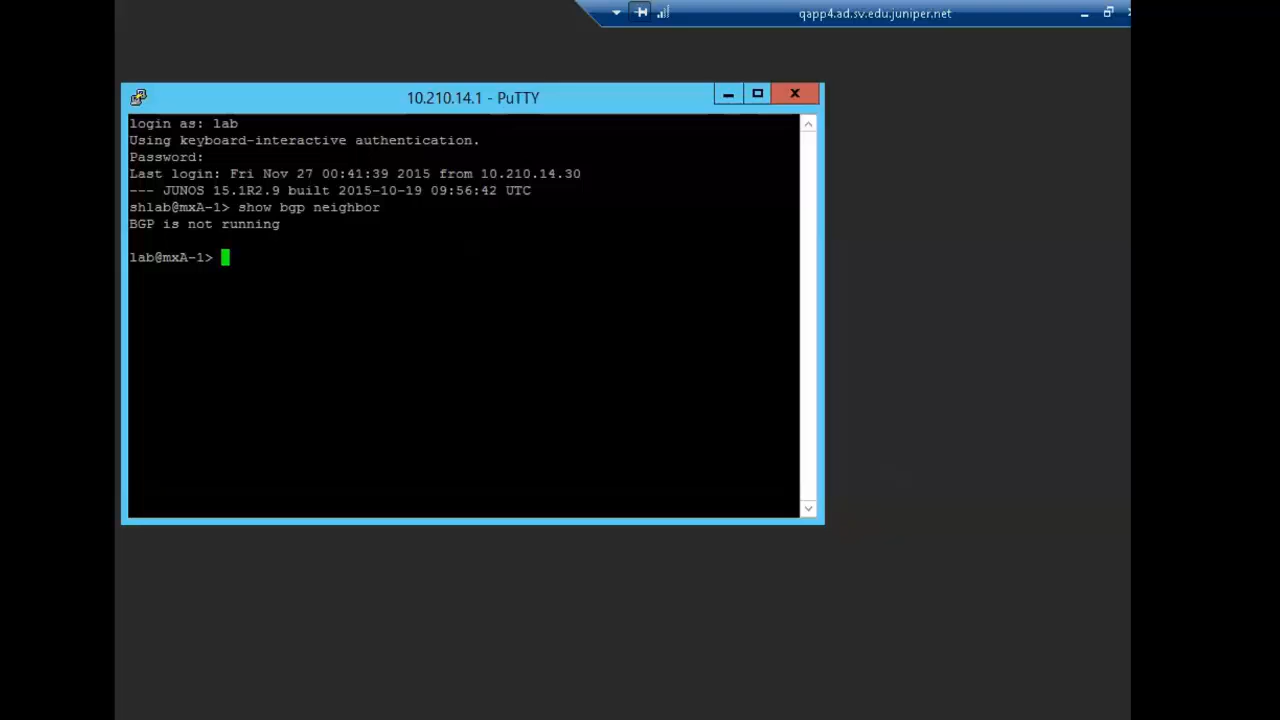 qapp4.ad.sv.edu.juniper.net
10.210.14.1 - PuTTY
login as: lab
Using keyboard-interactive authentication.
Password:
Last login: Fri Nov 27 00:41:39 2015 from 10.210.14.30
--- JUNOS 15.1R2.9 built 2015-10-19 09:56:42 UTC
shlab@mxA-1> show bgp neighbor
BGP is not running
lab@mxA-1>